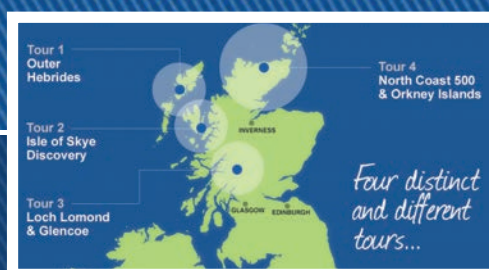 Tour 1
Outer
Hebrides
Tour 2
Isle of Skye
Discovery
Tour 3
Loch Lomond
& Glencoe
Tour 4
North Coast 500
& Orkney Islands
INVERNESS
GLASGOW
EDINBURGH
Four distinct
and different
tours...